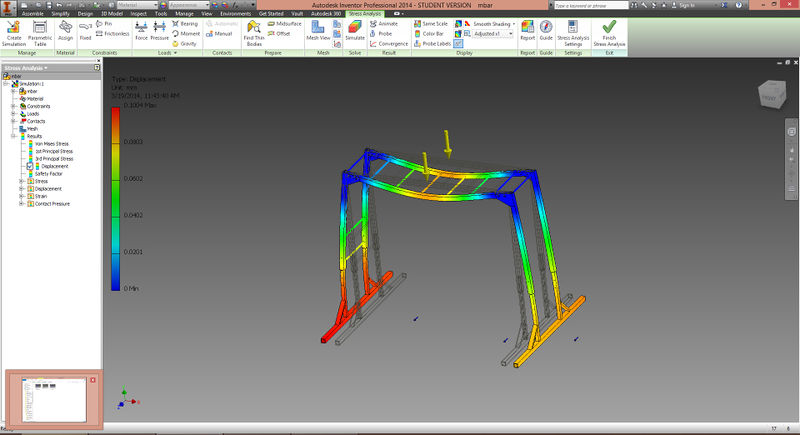 Autodesk Inventor Professional 2014 - STUDENT VERSION mbar
Type a keyword or phrase
Sign In
Assemble Simplify Design 3D Model Inspect Tools Manage View Environments Get Started Vault Autodesk 360 Stress Analysis
Create Simulation
Parametric Table
Assign
Fixed
Pin
Frictionless
Force
Pressure
Bearing
Moment
Gravity
Automatic
Manual
Find Thin Bodies
Midsurface
Offset
Mesh View
Simulate
Animate
Probe
Convergence
Same Scale
Color Bar
Probe Labels
Smooth Shading
Adjusted x1
Report
Guide
Stress Analysis Settings
Finish Stress Analysis
Manage Material Constraints Loads Contacts Prepare Mesh Solve Result Display Report Guide Settings Exit
Stress Analysis
mbar
Simulation:1
mbar
Material
Constraints
Loads
Contacts
Mesh
Results
Von Mises Stress
1st Principal Stress
3rd Principal Stress
Displacement
Safety Factor
Stress
Displacement
Strain
Contact Pressure
Type: Displacement
Unit: mm
3/19/2014, 11:43:40 AM
0.1004 Max
0.0803
0.0602
0.0402
0.0201
0 Min
FRONT
17 6